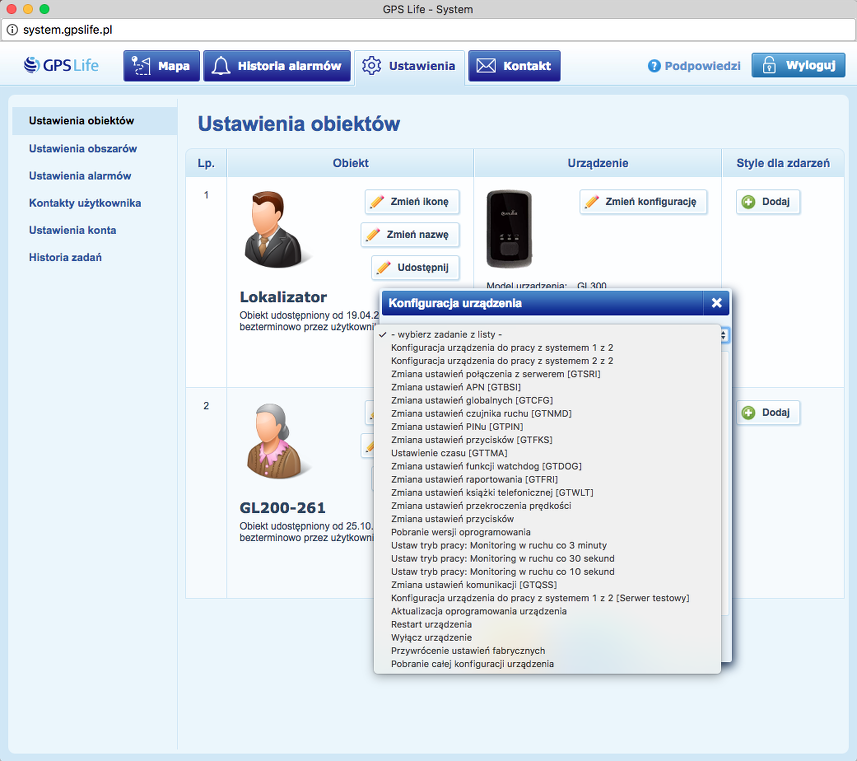 GPS Life - System
system.gpslife.pl
GPS Life
Mapa
Historia alarmów
Ustawienia
Kontakt
? Podpowiedzi
Wyloguj
Ustawienia obiektów
Ustawienia obszarów
Ustawienia alarmów
Kontakty użytkownika
Ustawienia konta
Historia zadań
Ustawienia obiektów
Lp.
Obiekt
Urządzenie
Style dla zdarzeń
1
Zmień ikonę
Zmień nazwę
Udostępnij
Zmień konfigurację
Dodaj
Model urządzenia: GL300
Lokalizator
Obiekt udostępniony od 19.04.2
bezterminowo przez użytkowni
2
Dodaj
GL200-261
Obiekt udostępniony od 25.10.
bezterminowo przez użytkowni
Konfiguracja urządzenia
- wybierz zadanie z listy -
Konfiguracja urządzenia do pracy z systemem 1 z 2
Konfiguracja urządzenia do pracy z systemem 2 z 2
Zmiana ustawień połączenia z serwerem [GTSRI]
Zmiana ustawień APN [GTBSI]
Zmiana ustawień globalnych [GTCFG]
Zmiana ustawień czujnika ruchu [GTNMD]
Zmiana ustawień PINu [GTPIN]
Zmiana ustawień przycisków [GTFKS]
Ustawienie czasu [GTTMA]
Zmiana ustawień funkcji watchdog [GTDOG]
Zmiana ustawień raportowania [GTFRI]
Zmiana ustawień książki telefonicznej [GTWLT]
Zmiana ustawień przekroczenia prędkości
Zmiana ustawień przycisków
Pobranie wersji oprogramowania
Ustaw tryb pracy: Monitoring w ruchu co 3 minuty
Ustaw tryb pracy: Monitoring w ruchu co 30 sekund
Ustaw tryb pracy: Monitoring w ruchu co 10 sekund
Zmiana ustawień komunikacji [GTQSS]
Konfiguracja urządzenia do pracy z systemem 1 z 2 [Serwer testowy]
Aktualizacja oprogramowania urządzenia
Restart urządzenia
Wyłącz urządzenie
Przywrócenie ustawień fabrycznych
Pobranie całej konfiguracji urządzenia